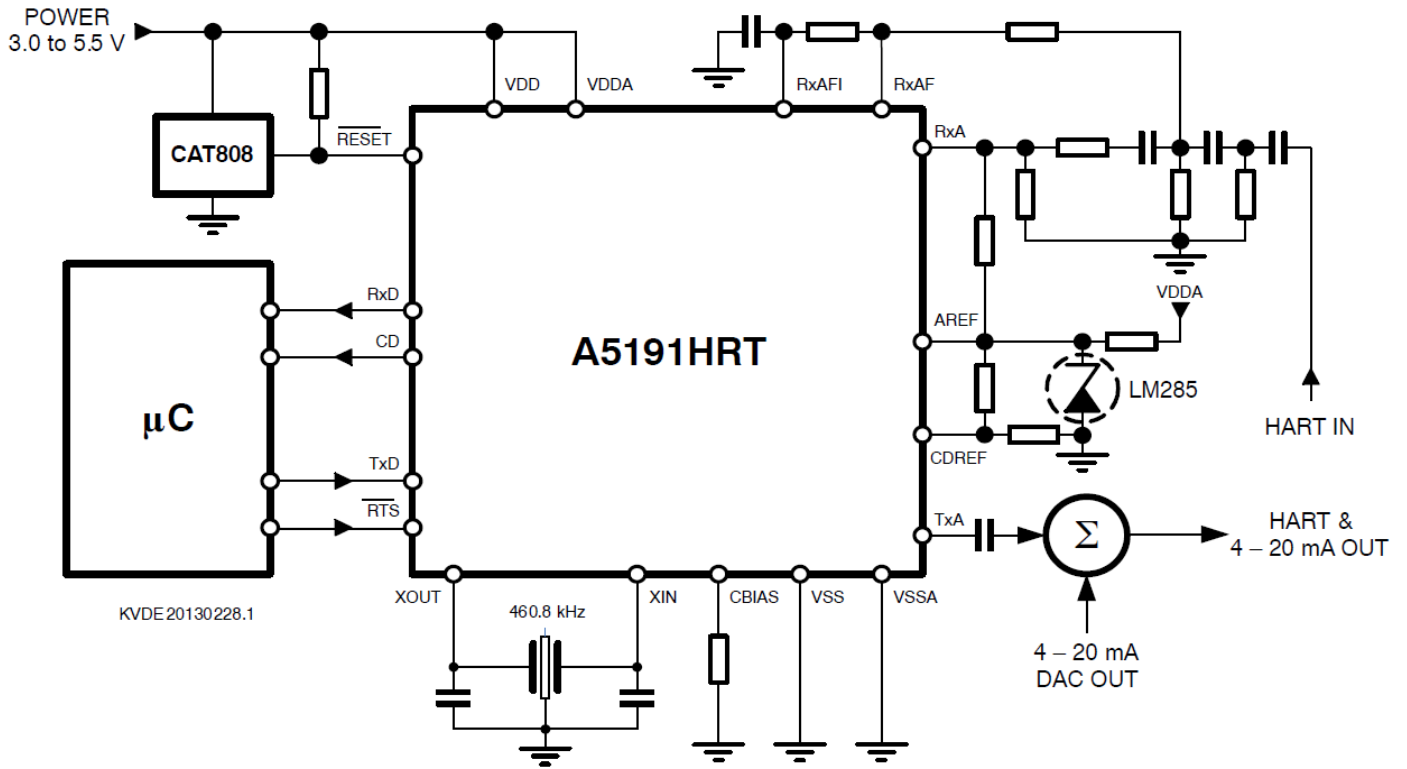 POWER
3.0 to 5.5 V
VDD
VDDA
RxAFI
RxAF
RESET
RxA
CAT808
VDDA
RxD
AREF
CD
A5191HRT
LM285
μC
HART IN
CDREF
TxD
RTS
TxA
Σ
HART &
4 – 20 mA OUT
XOUT
460.8 kHz
XIN
CBIAS
VSS
VSSA
KVDE20130228.1
4 – 20 mA
DAC OUT